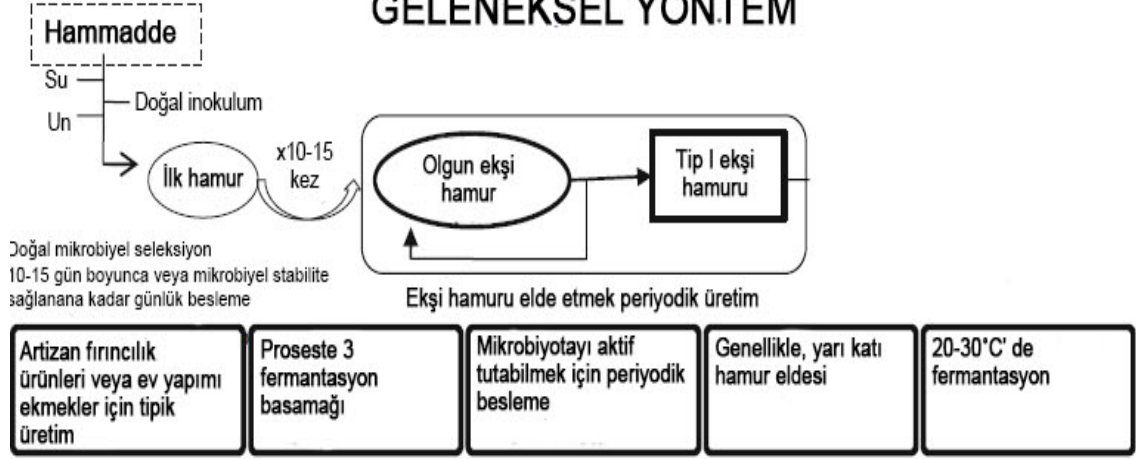 GELENEKSEL YÖNTEM
Hammadde
Su
Doğal inokulum
Un
İlk hamur
x10-15
kez
Olgun ekşi
hamur
Tip I ekşi
hamuru
Doğal mikrobiyel seleksiyon
10-15 gün boyunca veya mikrobiyel stabilite
sağlanana kadar günlük besleme
Ekşi hamuru elde etmek periyodik üretim
Artizan fırıncılık
ürünleri veya ev yapımı
ekmekler için tipik
üretim
Proseste 3
fermantasyon
basamağı
Mikrobiyotayı aktif
tutabilmek için periyodik
besleme
Genellikle, yarı katı
hamur eldesi
20-30°C' de
fermantasyon